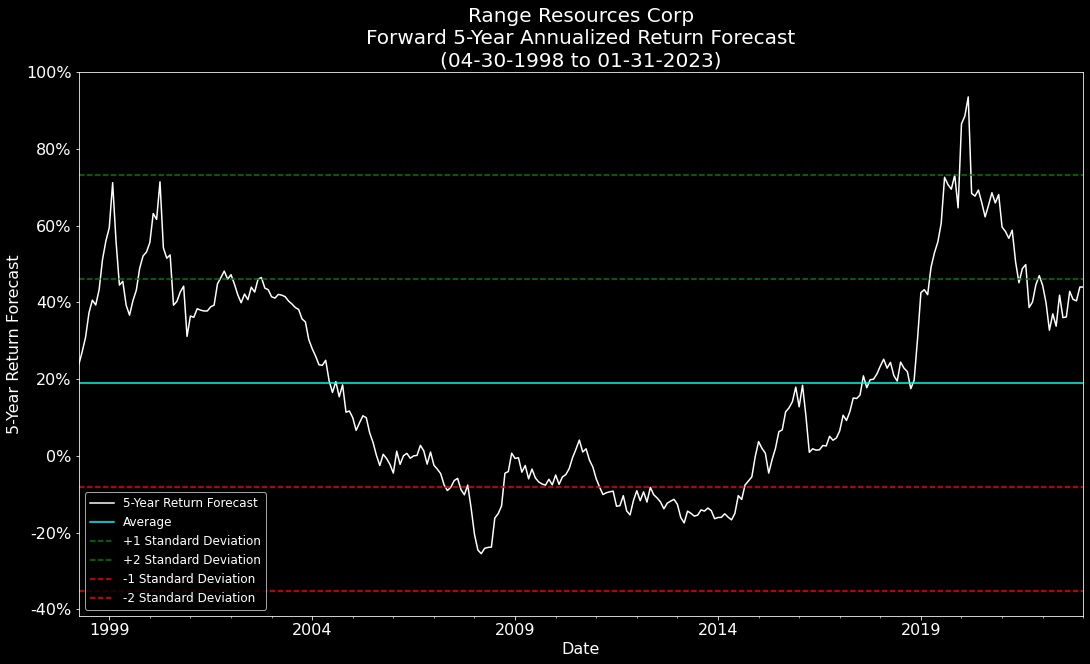 Range Resources Corp
Forward 5-Year Annualized Return Forecast
(04-30-1998 to 01-31-2023)
100%
80%
60%
40%
20%
0%
-20%
-40%
5-Year Return Forecast
5-Year Return Forecast
Average
+1 Standard Deviation
+2 Standard Deviation
-1 Standard Deviation
-2 Standard Deviation
1999 2004 2009 2014 2019
Date